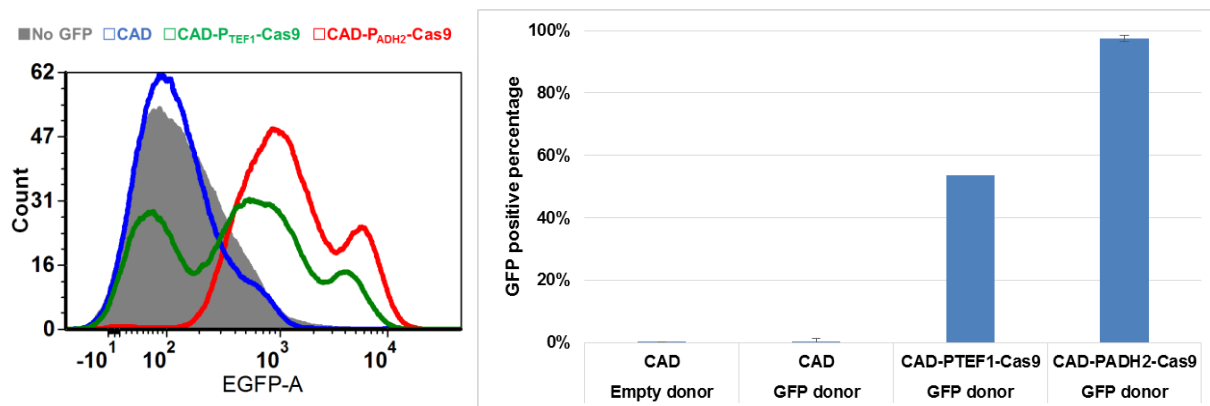 ■No GFP □CAD □CAD-PTEF1-Cas9 □CAD-PADH2-Cas9
62
47
31
16
0
Count
-10¹ 10² 10³ 10⁴
EGFP-A
100%
80%
60%
40%
20%
0%
GFP positive percentage
CAD CAD CAD-PTEF1-Cas9 CAD-PADH2-Cas9
Empty donor GFP donor GFP donor GFP donor